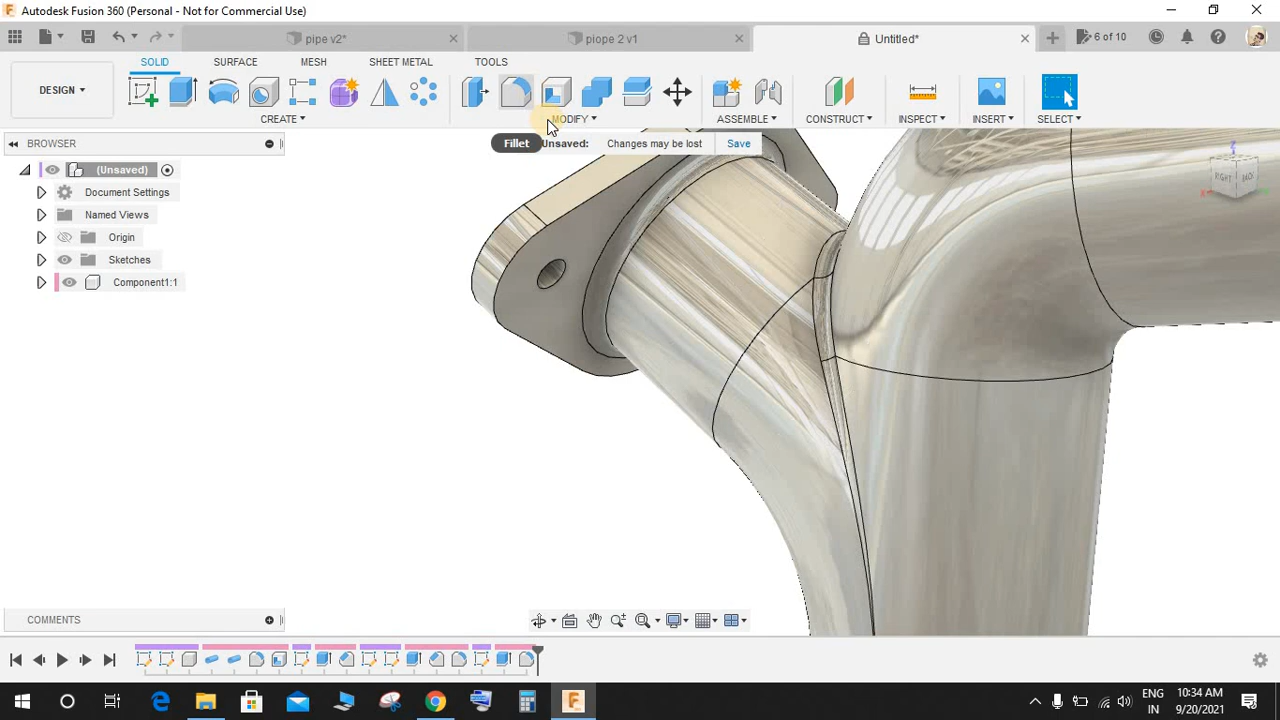 Autodesk Fusion 360 (Personal - Not for Commercial Use)
pipe v2*
piope 2 v1
Untitled*
6 of 10
SOLID
SURFACE
MESH
SHEET METAL
TOOLS
DESIGN
CREATE
MODIFY
ASSEMBLE
CONSTRUCT
INSPECT
INSERT
SELECT
BROWSER
Fillet
Unsaved:
Changes may be lost
Save
(Unsaved)
Document Settings
Named Views
Origin
Sketches
Component1:1
RIGHT
COMMENTS
ENG
IN
10:34 AM
9/20/2021